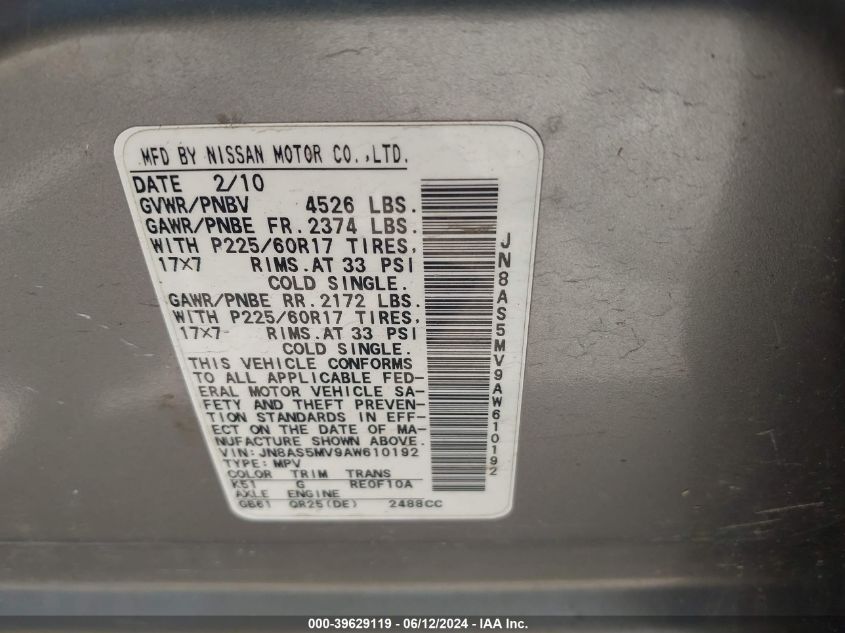 MFD BY NISSAN MOTOR CO.,LTD.
DATE 2/10
GVWR/PNBV 4526 LBS.
GAWR/PNBE FR.2374 LBS.
WITH P225/60R17 TIRES,
17×7 RIMS.AT 33 PSI
COLD SINGLE.
GAWR/PNBE RR.2172 LBS.
WITH P225/60R17 TIRES,
17×7 RIMS.AT 33 PSI
COLD SINGLE.
THIS VEHICLE CONFORMS
TO ALL APPLICABLE FED-
ERAL MOTOR VEHICLE SA-
FETY AND THEFT PREVEN-
TION STANDARDS IN EFF-
ECT ON THE DATE OF MA-
NUFACTURE SHOWN ABOVE.
VIN: JN8AS5MV9AW610192
TYPE: MPV
COLOR TRIM TRANS
K51 G RE0F10A
AXLE ENGINE
GB61 QR25(DE) 2488CC
JN8AS5MV9AW610192
000-39629119 - 06/12/2024 - IAA Inc.